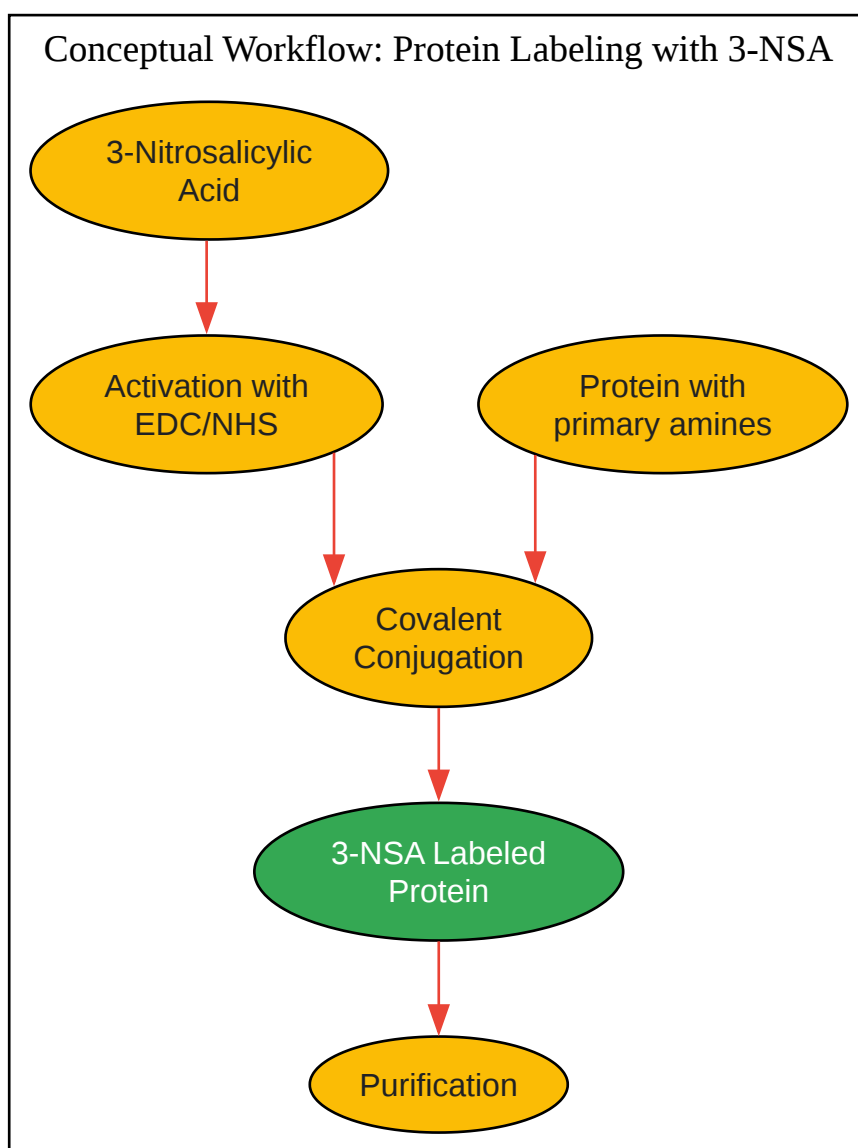 Conceptual Workflow: Protein Labeling with 3-NSA
3-Nitrosalicylic
Acid
Activation with
EDC/NHS
Protein with
primary amines
Covalent
Conjugation
3-NSA Labeled
Protein
Purification